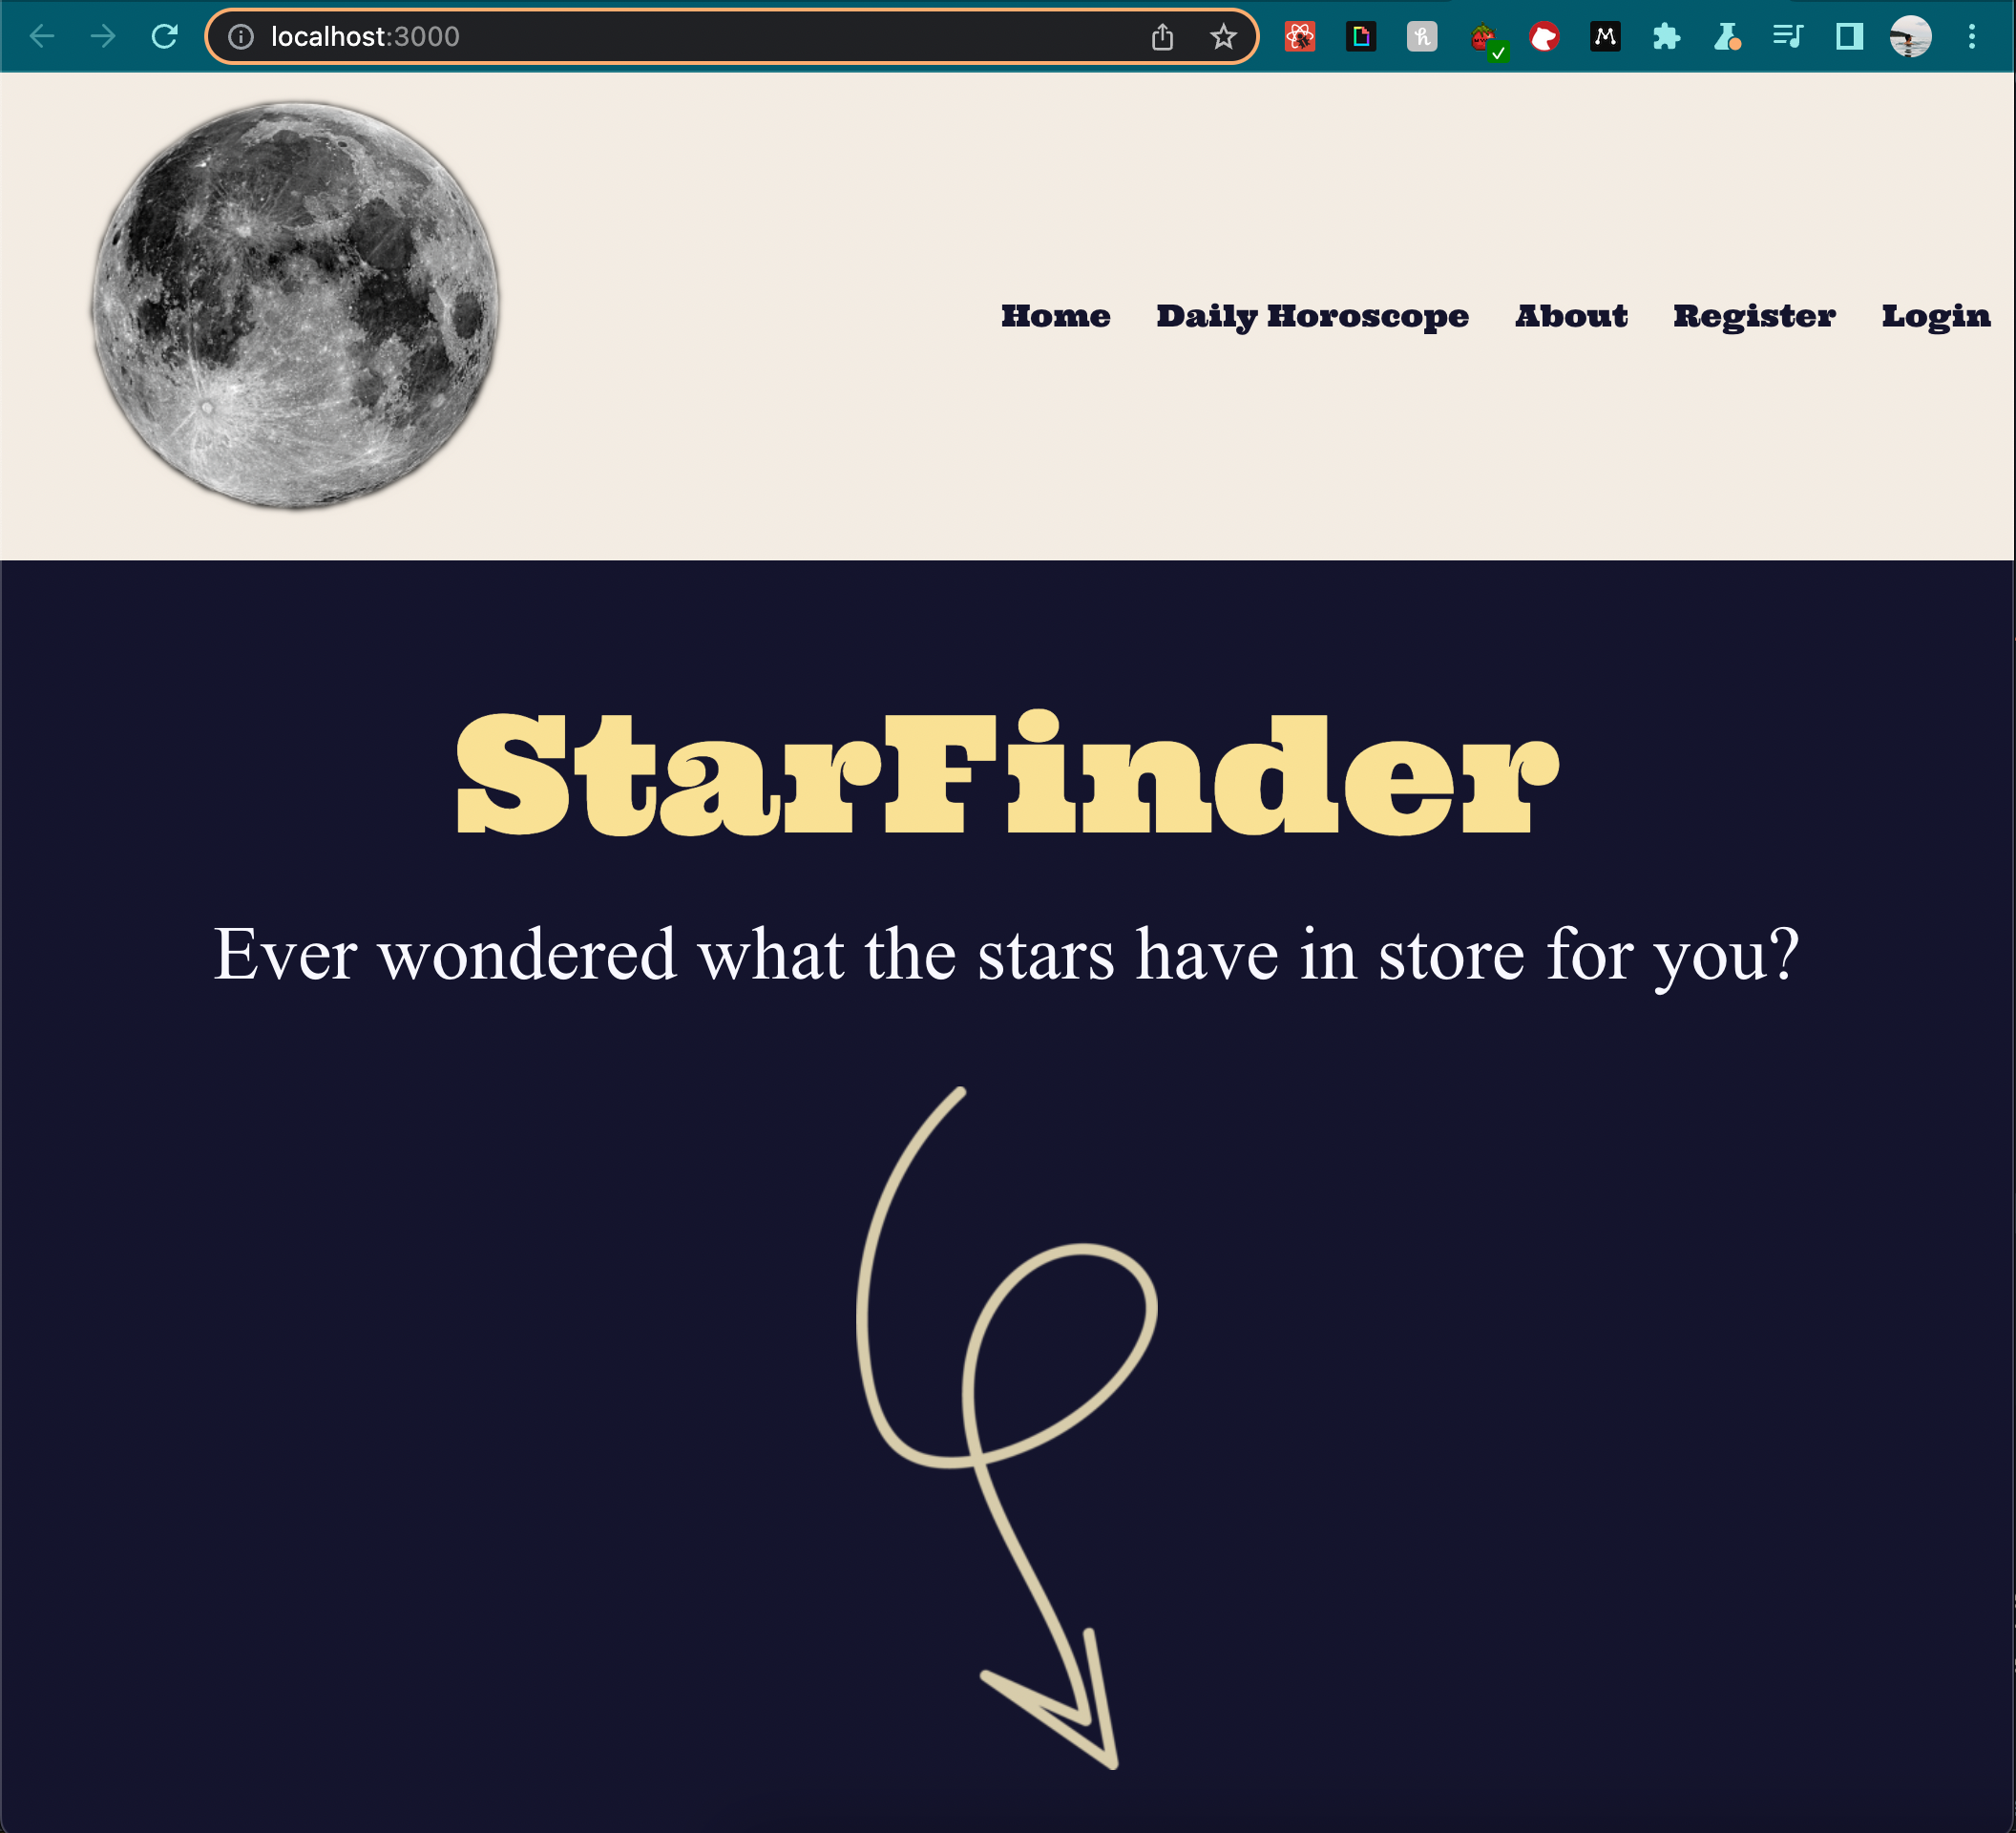 localhost:3000
Home Daily Horoscope About Register Login
StarFinder
Ever wondered what the stars have in store for you?